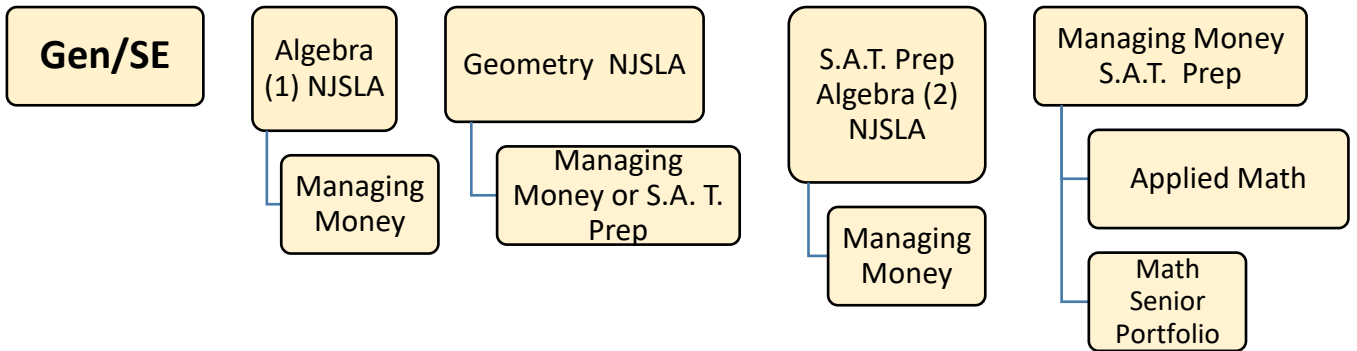 Gen/SE
Algebra
(1) NJSLA
Managing
Money
Geometry NJSLA
Managing
Money or S.A. T.
Prep
S.A.T. Prep
Algebra (2)
NJSLA
Managing
Money
Managing Money
S.A.T. Prep
Applied Math
Math
Senior
Portfolio